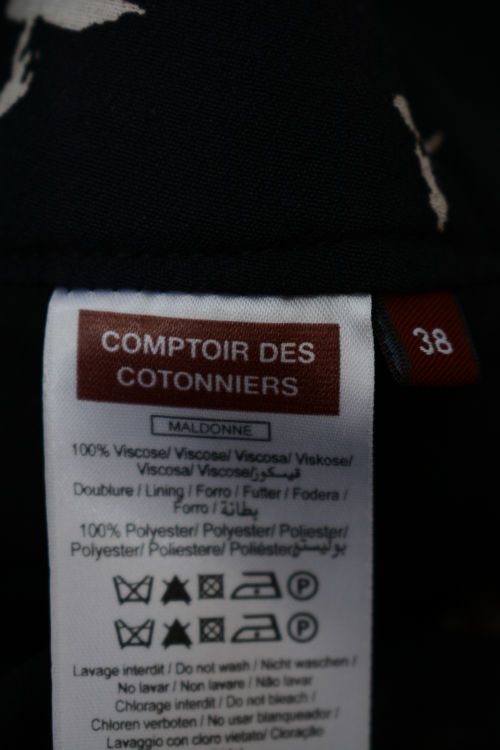 COMPTOIR DES
COTONNIERS
38
MALDONNE
100% Viscose/ Viscose/ Viscosa/ Viskose/
Viscosa/ Viscose/فيسكوز
Doublure / Lining / Forro / Futter / Fodera /
Forro / بطانة
100% Polyester/ Polyester/ Poliester/
Polyester/ Poliestere/ Poliéster/بوليستر
P
P
Lavage interdit / Do not wash / Nicht waschen /
No lavar / Non lavare / Não lavar
Chlorage interdit / Do not bleach /
Chloren verboten / No usar blanqueador /
Lavaggio con cloro vietato/ Cloração